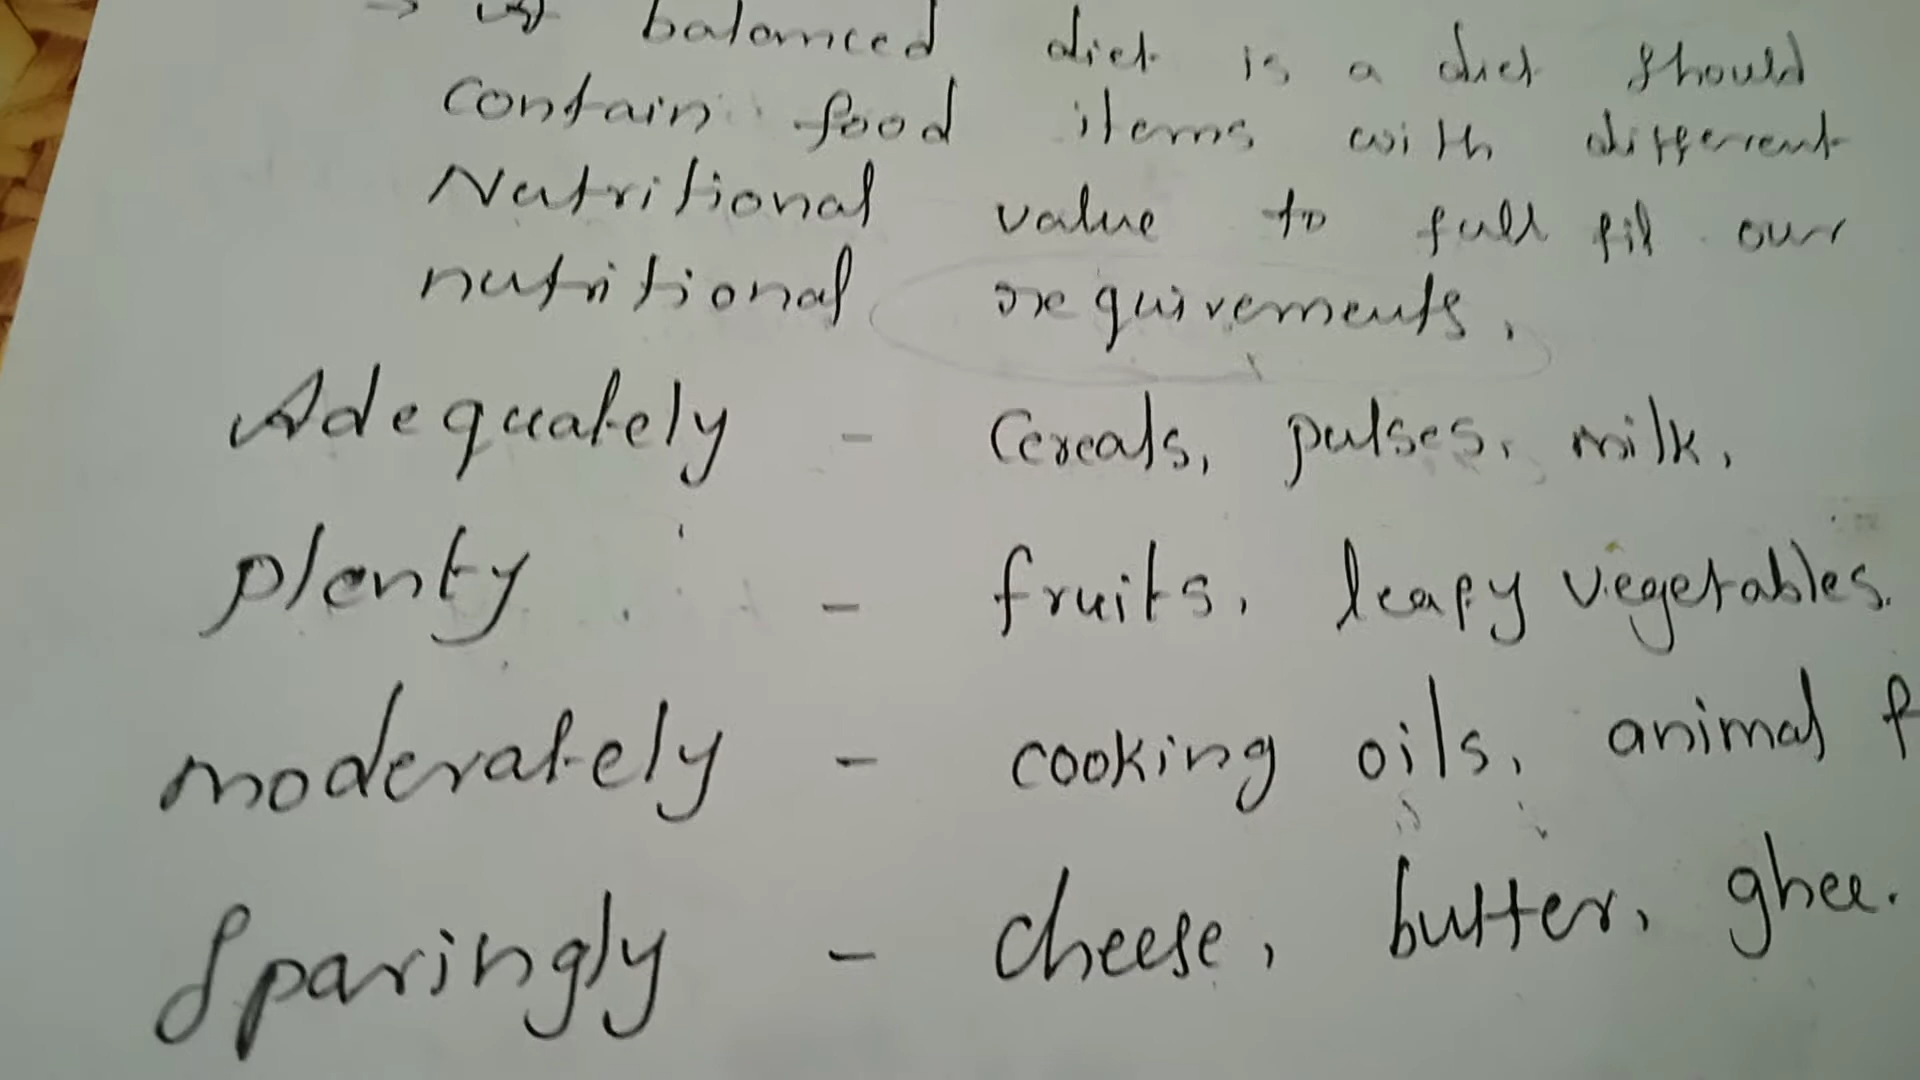 balanced diet is a diet should
contain food items with different
Nutritional value to full fil our
nutritional requirements.
Adequately - Cereals, pulses, milk,
plenty - fruits, leafy vegetables.
moderately - cooking oils, animal f
Sparingly - cheese, butter, ghee.